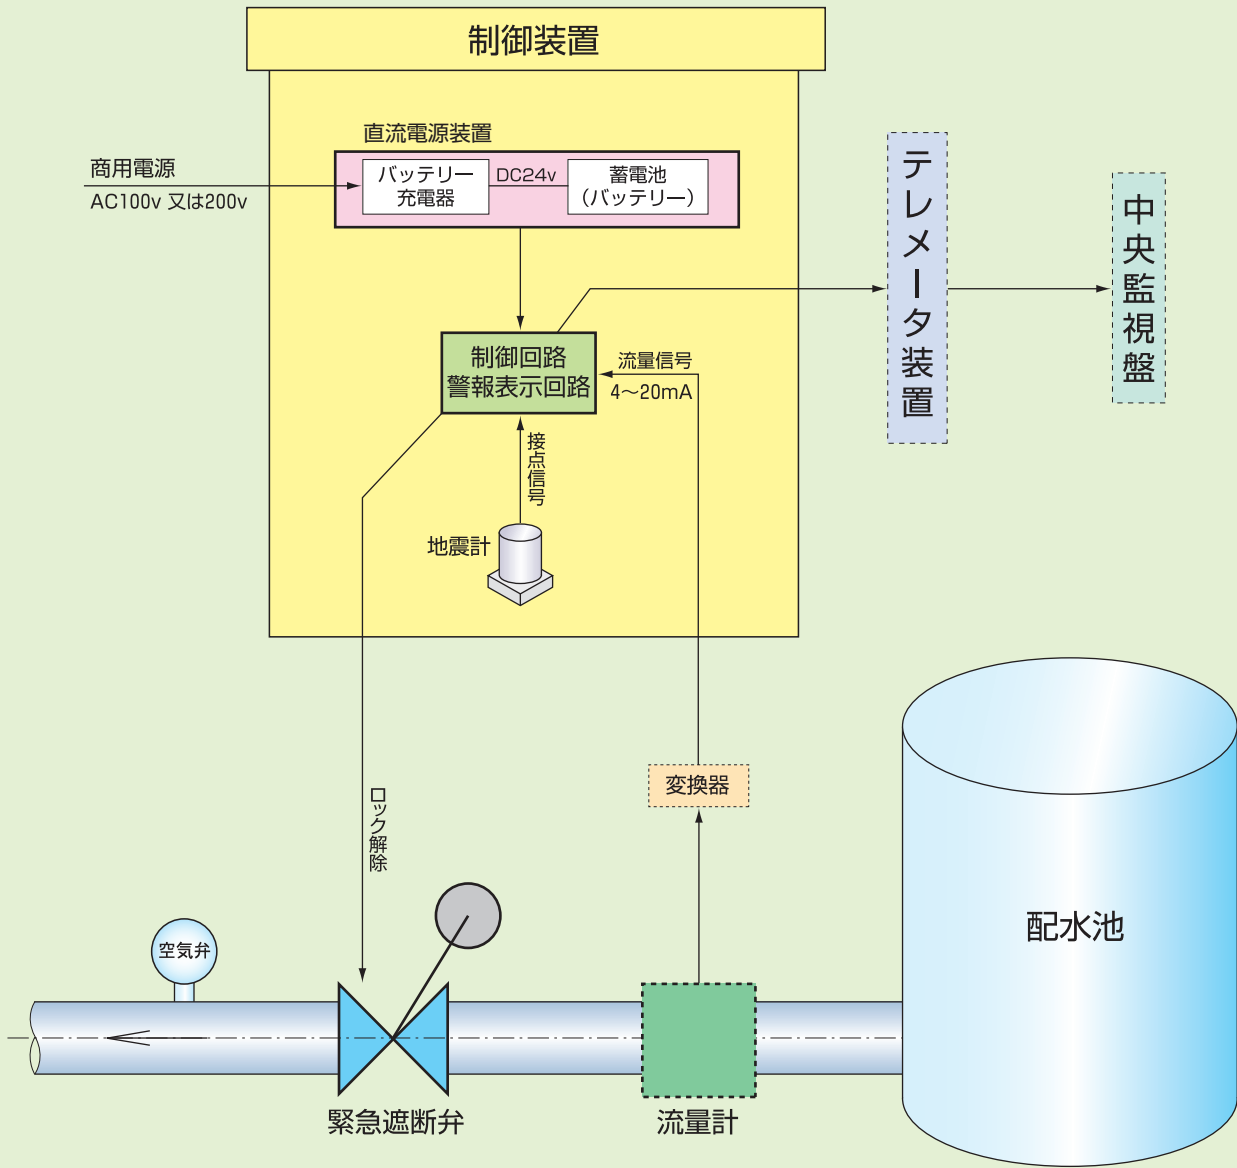 制御装置
直流電源装置
商用電源
AC100v 又は200v
バッテリー
充電器
DC24v
蓄電池
（バッテリー）
テレメータ装置
中央監視盤
制御回路
警報表示回路
流量信号
4〜20mA
接点信号
地震計
ロック解除
変換器
配水池
空気弁
緊急遮断弁
流量計